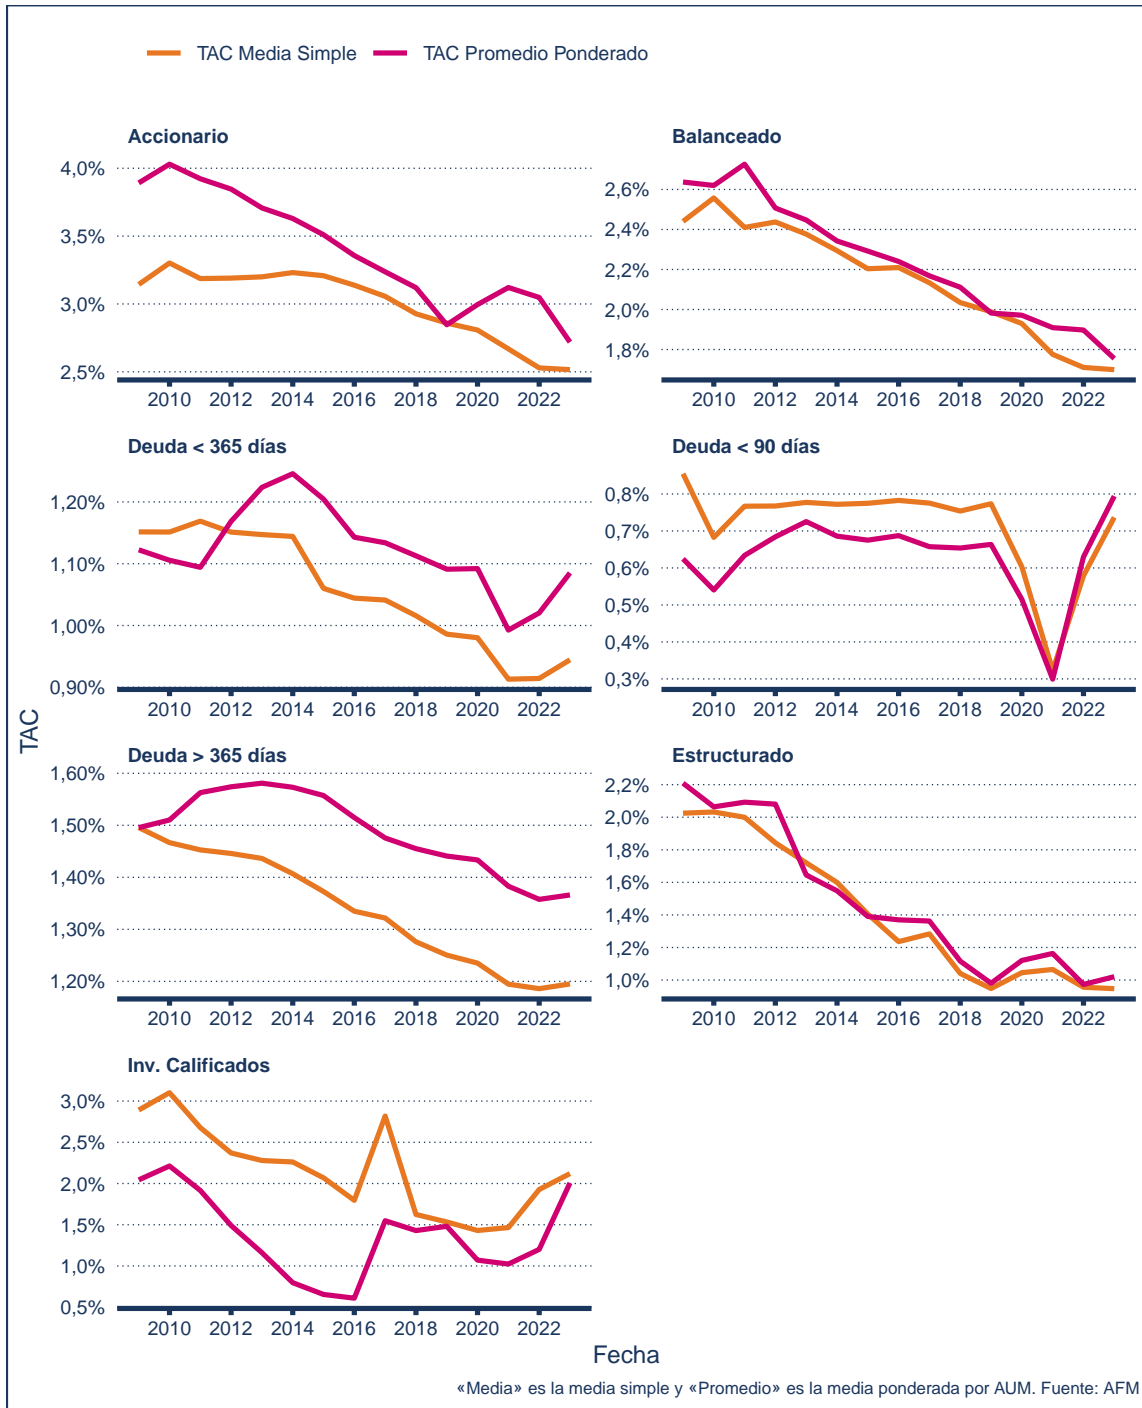 TAC Media Simple TAC Promedio Ponderado
Accionario
4,0%
3,5%
3,0%
2,5%
2010 2012 2014 2016 2018 2020 2022
Balanceado
2,6%
2,4%
2,2%
2,0%
1,8%
2010 2012 2014 2016 2018 2020 2022
Deuda < 365 días
1,20%
1,10%
1,00%
0,90%
2010 2012 2014 2016 2018 2020 2022
Deuda < 90 días
0,8%
0,7%
0,6%
0,5%
0,4%
0,3%
2010 2012 2014 2016 2018 2020 2022
TAC
Deuda > 365 días
1,60%
1,50%
1,40%
1,30%
1,20%
2010 2012 2014 2016 2018 2020 2022
Estructurado
2,2%
2,0%
1,8%
1,6%
1,4%
1,2%
1,0%
2010 2012 2014 2016 2018 2020 2022
Inv. Calificados
3,0%
2,5%
2,0%
1,5%
1,0%
0,5%
2010 2012 2014 2016 2018 2020 2022
Fecha
«Media» es la media simple y «Promedio» es la media ponderada por AUM. Fuente: AFM